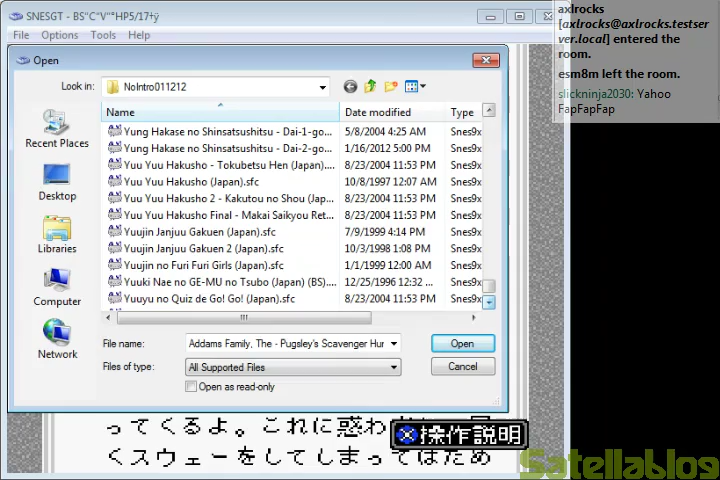 SNESGT - BS"C"V"°HP5/17†ÿ
File Options Tools
Open
Look in: NoIntro011212
Name Date modified Type
Yung Hakase no Shinsatsushitsu - Dai-1-go... 5/8/2004 4:25 AM Snes9x
Yung Hakase no Shinsatsushitsu - Dai-2-go... 1/16/2012 5:00 PM Snes9x
Yuu Yuu Hakusho - Tokubetsu Hen (Japan)... 8/23/2004 11:53 PM Snes9x
Yuu Yuu Hakusho (Japan).sfc 10/8/1997 12:07 AM Snes9x
Yuu Yuu Hakusho 2 - Kakutou no Shou (Jap... 8/23/2004 11:53 PM Snes9x
Yuu Yuu Hakusho Final - Makai Saikyou Ret... 8/23/2004 11:53 PM Snes9x
Yuujin Janjuu Gakuen (Japan).sfc 7/9/1999 4:14 PM Snes9x
Yuujin Janjuu Gakuen 2 (Japan).sfc 10/3/1998 1:08 PM Snes9x
Yuujin no Furi Furi Girls (Japan).sfc 1/1/1999 12:00 AM Snes9x
Yuuki Nae no GE-MU no Tsubo (Japan) (BS).... 12/25/1996 12:32 ... Snes9x
Yuuyu no Quiz de Go! Go! (Japan).sfc 8/23/2004 11:53 PM Snes9x
Recent Places
Desktop
Libraries
Computer
Network
File name: Addams Family, The - Pugsley's Scavenger Hur Open
Files of type: All Supported Files Cancel
Open as read-only
ってくるよ。これに惑わ
操作説明
くスウェーをしてしまってはため
axlrocks
[axlrocks@axlrocks.testser
ver.local] entered the
room.
esm8m left the room.
slickninja2030: Yahoo
FapFapFap
Satellablog